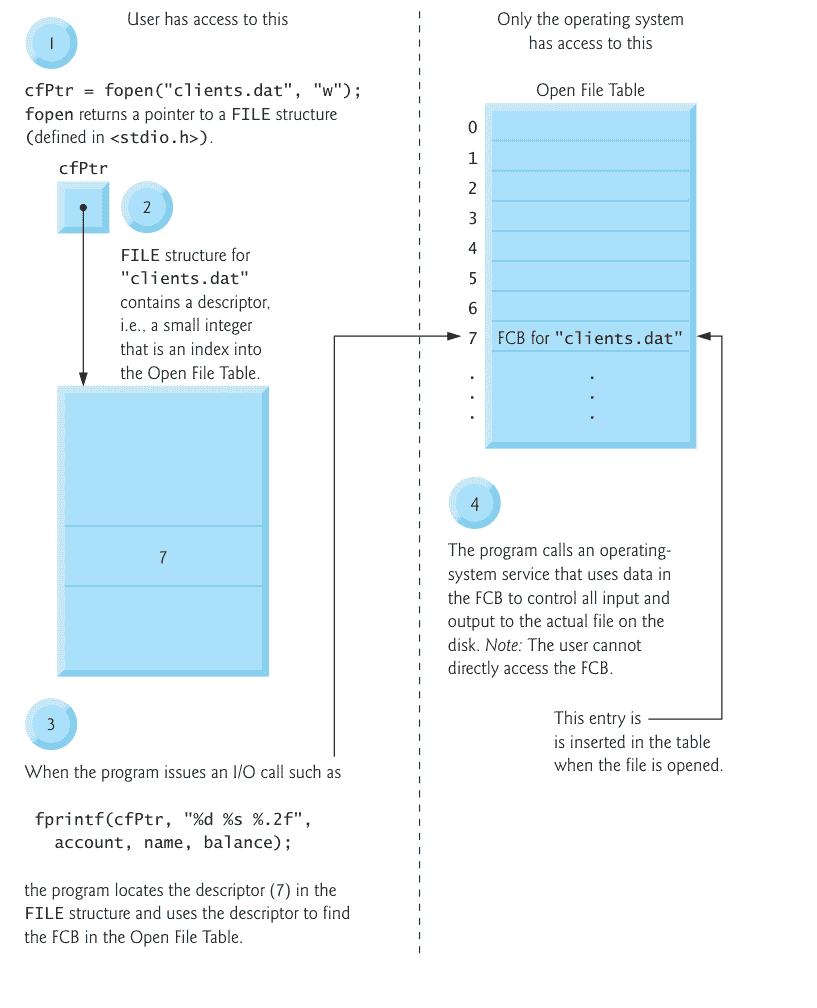 User has access to this
1
cfPtr = fopen("clients.dat", "w");
fopen returns a pointer to a FILE structure
(defined in <stdio.h>).
cfPtr
2
FILE structure for
"clients.dat"
contains a descriptor,
i.e., a small integer
that is an index into
the Open File Table.
7
3
When the program issues an I/O call such as
fprintf(cfPtr, "%d %s %.2f",
account, name, balance);
the program locates the descriptor (7) in the
FILE structure and uses the descriptor to find
the FCB in the Open File Table.
Only the operating system
has access to this
Open File Table
0
1
2
3
4
5
6
7 FCB for "clients.dat"
. .
. .
. .
4
The program calls an operating-
system service that uses data in
the FCB to control all input and
output to the actual file on the
disk. Note: The user cannot
directly access the FCB.
This entry is
is inserted in the table
when the file is opened.